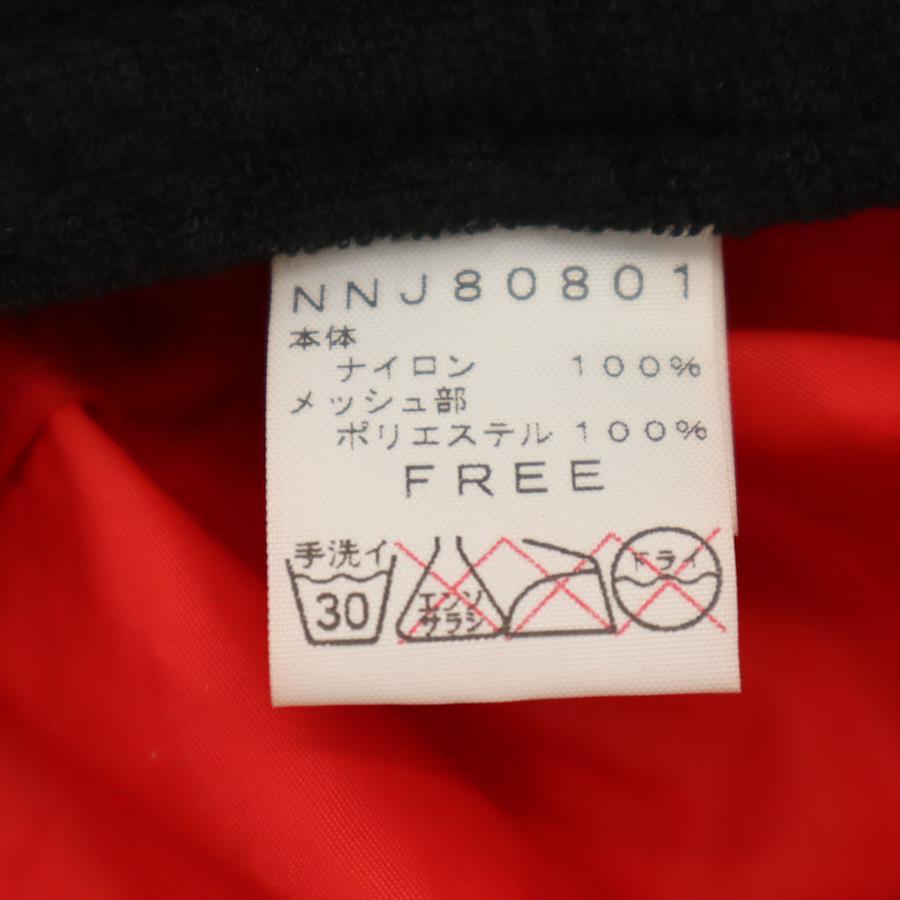 NNJ80801
本体
ナイロン 100%
メッシュ部
ポリエステル 100%
FREE
手洗イ
30
エンソ
サラシ
ドライ